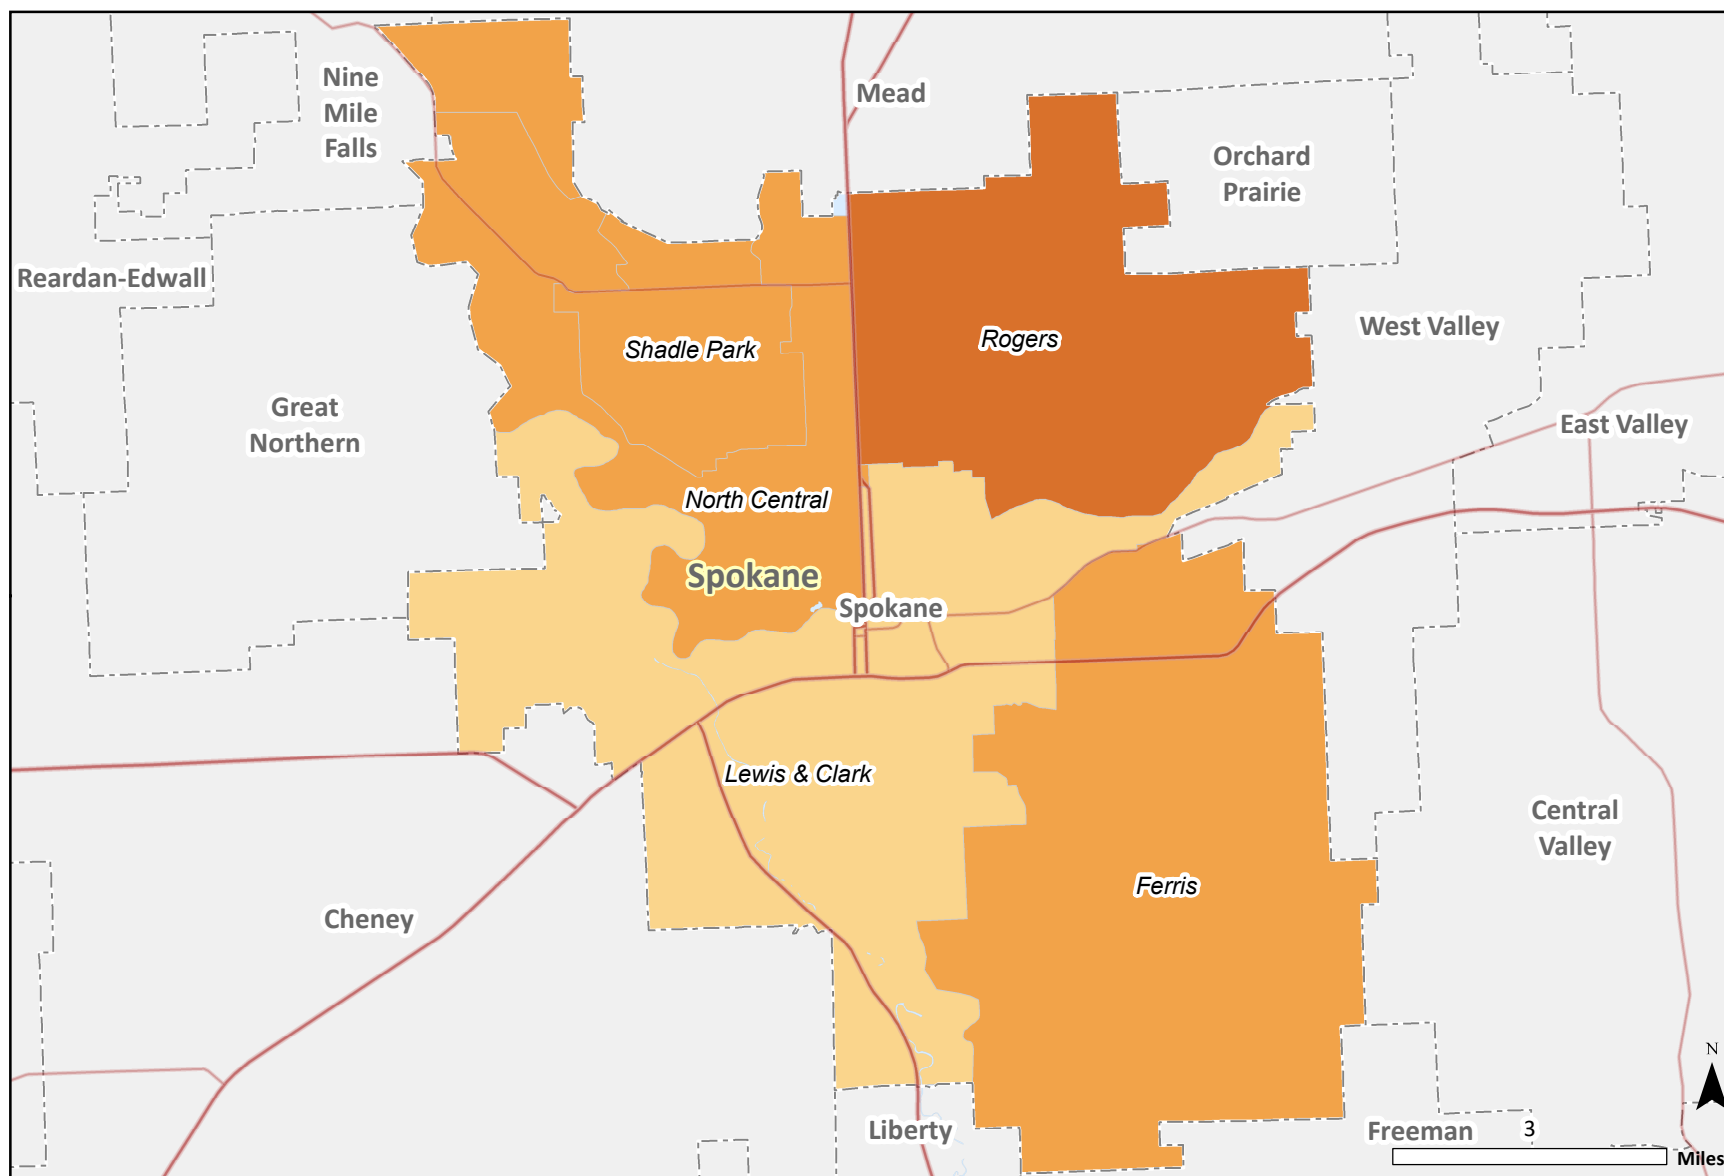 Nine
Mile
Falls
Mead
Orchard
Prairie
Reardan-Edwall
West Valley
Shadle Park
Rogers
Great
Northern
East Valley
North Central
Spokane
Spokane
Lewis & Clark
Central
Valley
Ferris
Cheney
N
Liberty
Freeman
3
Miles